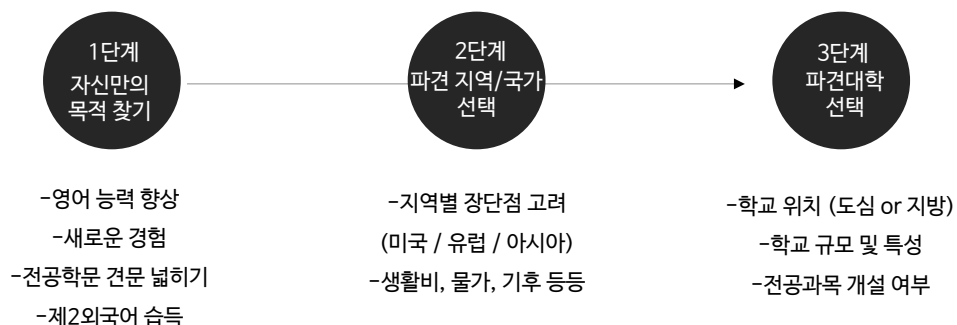 1단계
자신만의
목적 찾기
2단계
파견 지역/국가
선택
3단계
파견대학
선택
-영어 능력 향상
-새로운 경험
-전공학문 견문 넓히기
-제2외국어 습득
-지역별 장단점 고려
(미국 / 유럽 / 아시아)
-생활비, 물가, 기후 등등
-학교 위치 (도심 or 지방)
-학교 규모 및 특성
-전공과목 개설 여부